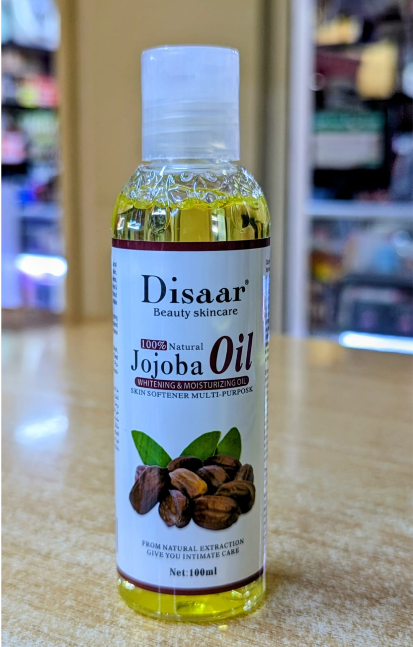 Disaar®
Beauty skincare
100% Natural
Jojoba Oil
WHITENING & MOISTURIZING OIL
SKIN SOFTENER MULTI-PURPOSK
FROM NATURAL EXTRACTION
GIVE YOU INTIMATE CARE
Net:100ml